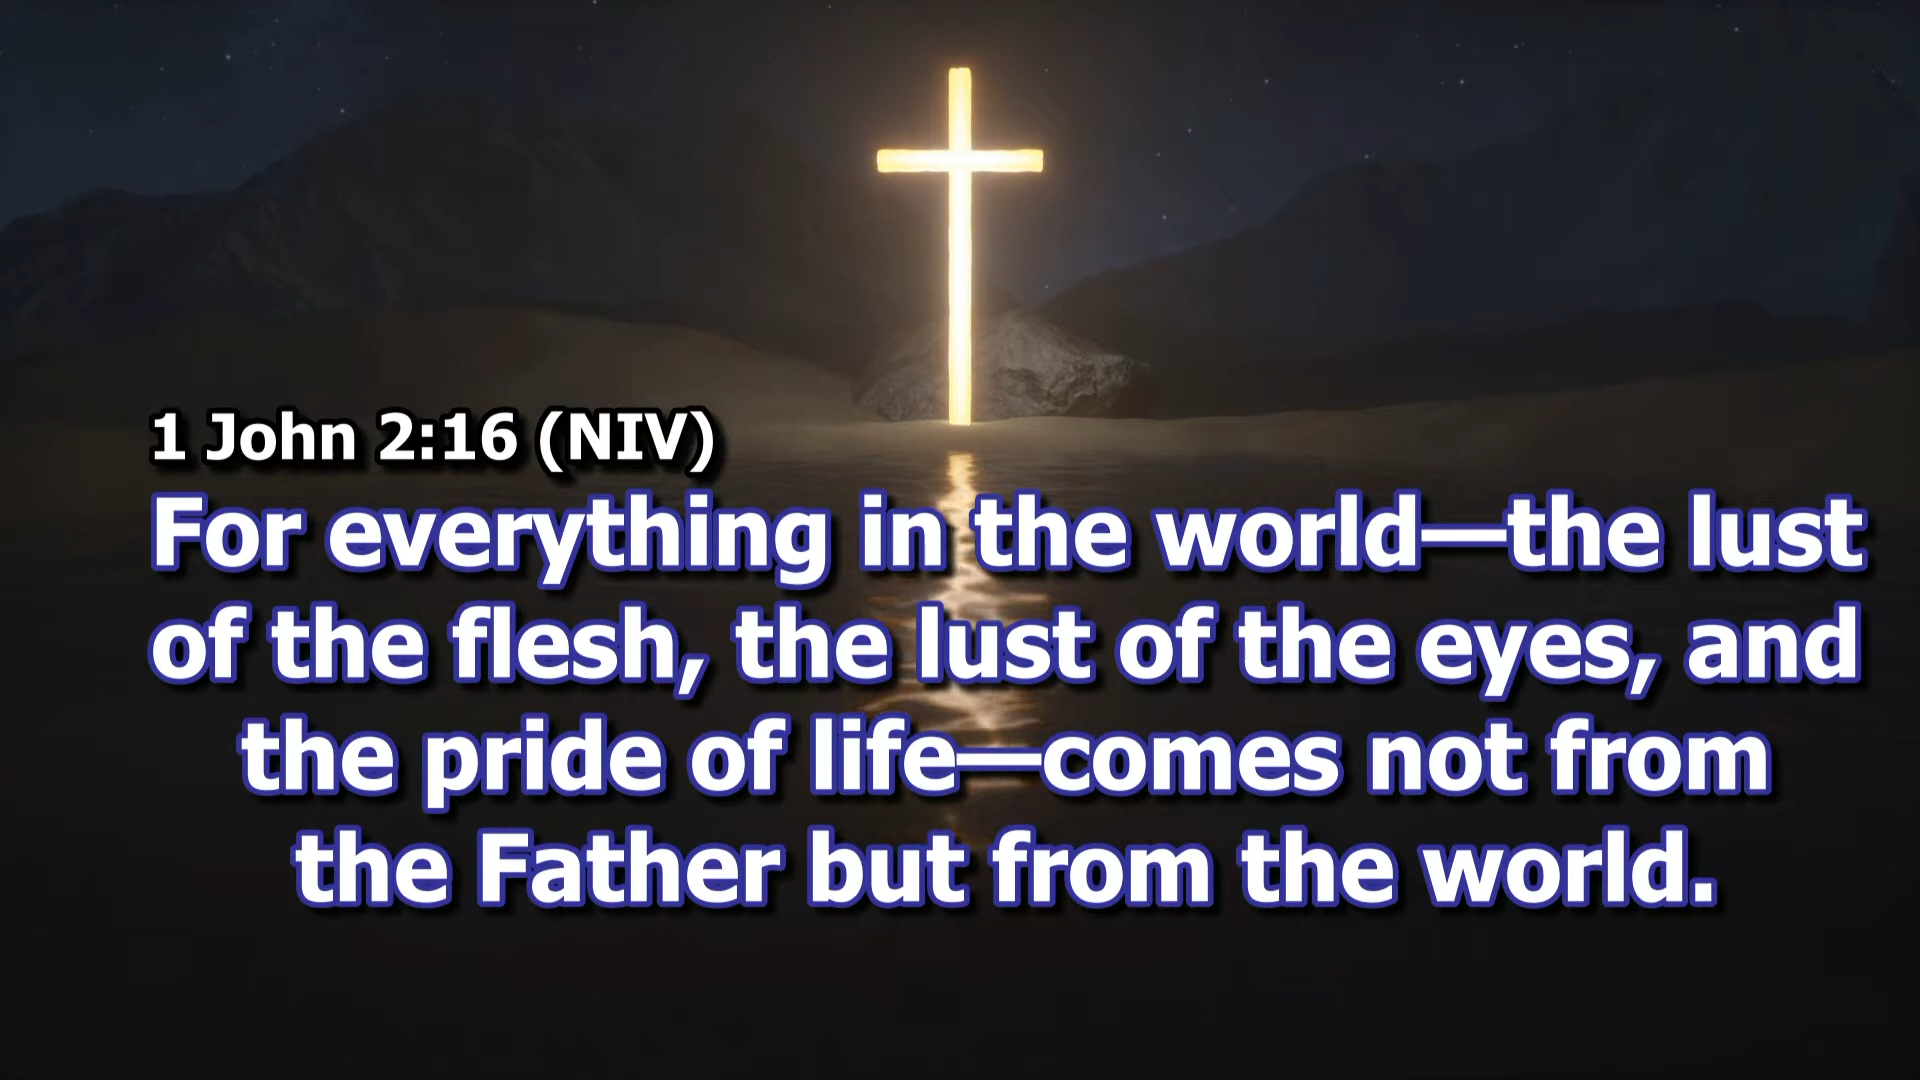 1 John 2:16 (NIV)
For everything in the world—the lust
of the flesh, the lust of the eyes, and
the pride of life—comes not from
the Father but from the world.